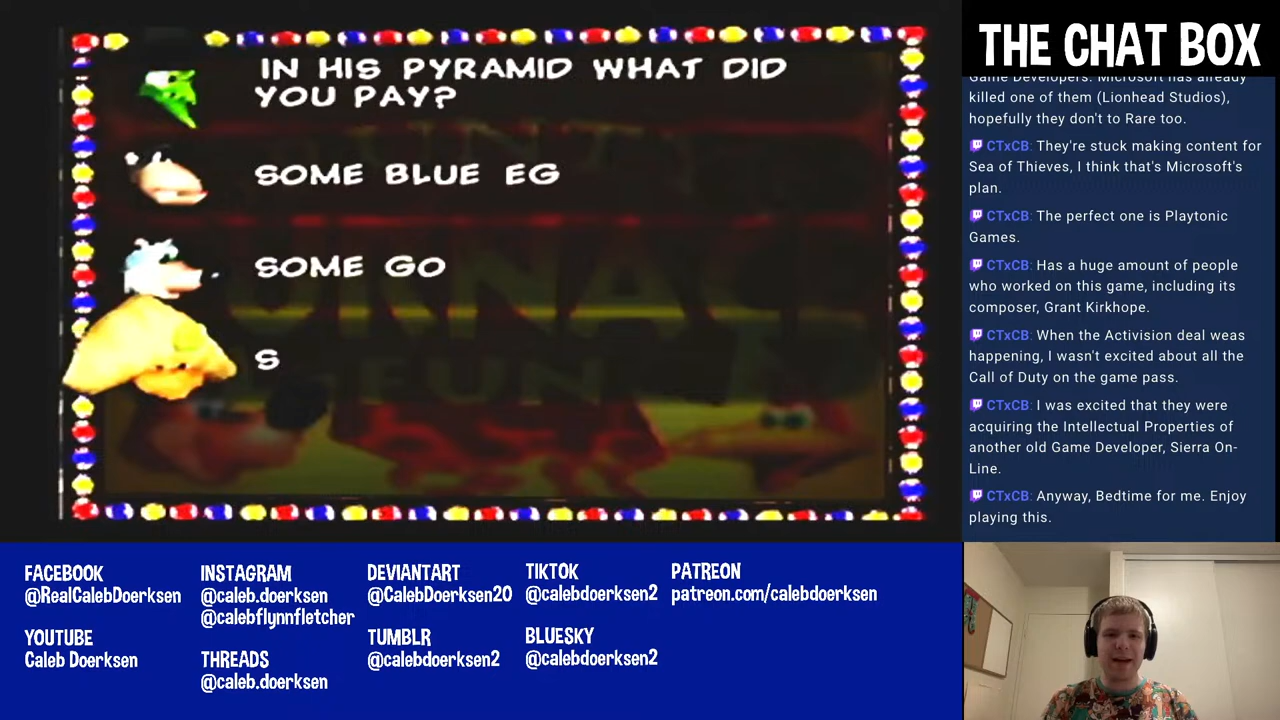 IN HIS PYRAMID WHAT DID
YOU PAY?
SOME BLUE EG
SOME GO
S
THE CHAT BOX
Game Developers. Microsoft has already
killed one of them (Lionhead Studios),
hopefully they don't to Rare too.
CTxCB: They're stuck making content for
Sea of Thieves, I think that's Microsoft's
plan.
CTxCB: The perfect one is Playtonic
Games.
CTxCB: Has a huge amount of people
who worked on this game, including its
composer, Grant Kirkhope.
CTxCB: When the Activision deal weas
happening, I wasn't excited about all the
Call of Duty on the game pass.
CTxCB: I was excited that they were
acquiring the Intellectual Properties of
another old Game Developer, Sierra On-
Line.
CTxCB: Anyway, Bedtime for me. Enjoy
playing this.
FACEBOOK
@RealCalebDoerksen
YOUTUBE
Caleb Doerksen
INSTAGRAM
@caleb.doerksen
@calebflynnfletcher
THREADS
@caleb.doerksen
DEVIANTART
@CalebDoerksen20
TUMBLR
@calebdoerksen2
TIKTOK
@calebdoerksen2
BLUESKY
@calebdoerksen2
PATREON
patreon.com/calebdoerksen